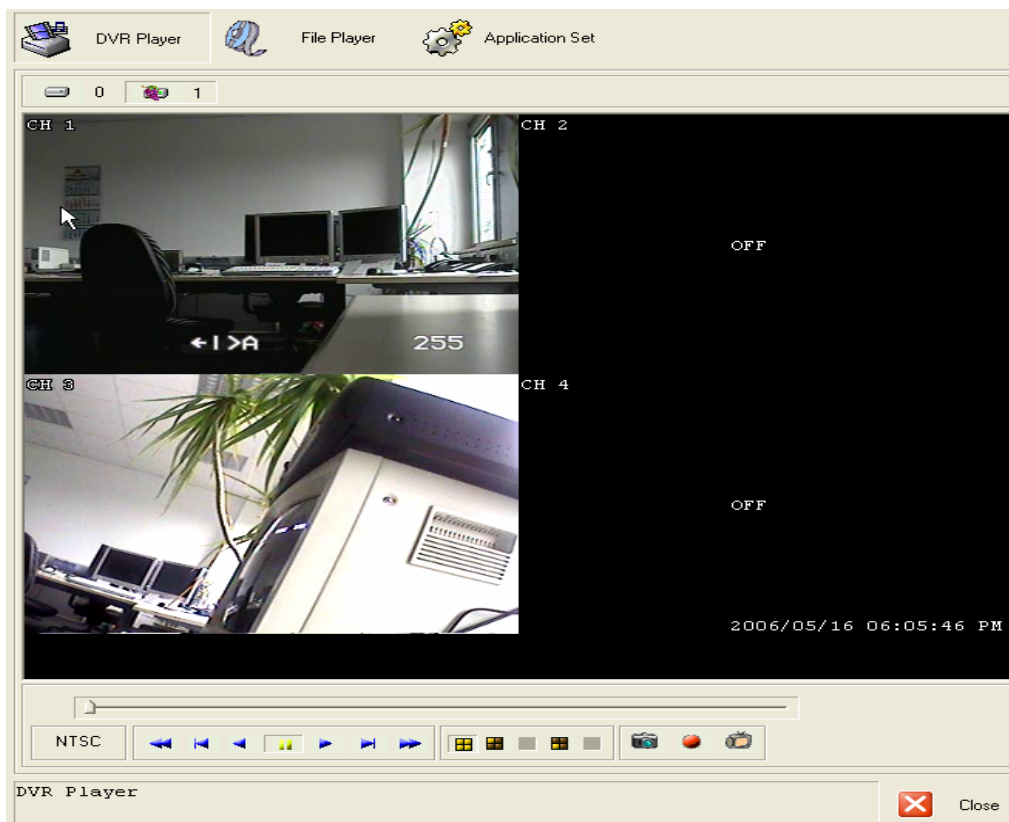 DVR Player File Player Application Set
0 1
CH 1 CH 2
OFF
←I>A 255
CH 3 CH 4
OFF
2006/05/16 06:05:46 PM
NTSC
DVR Player
Close